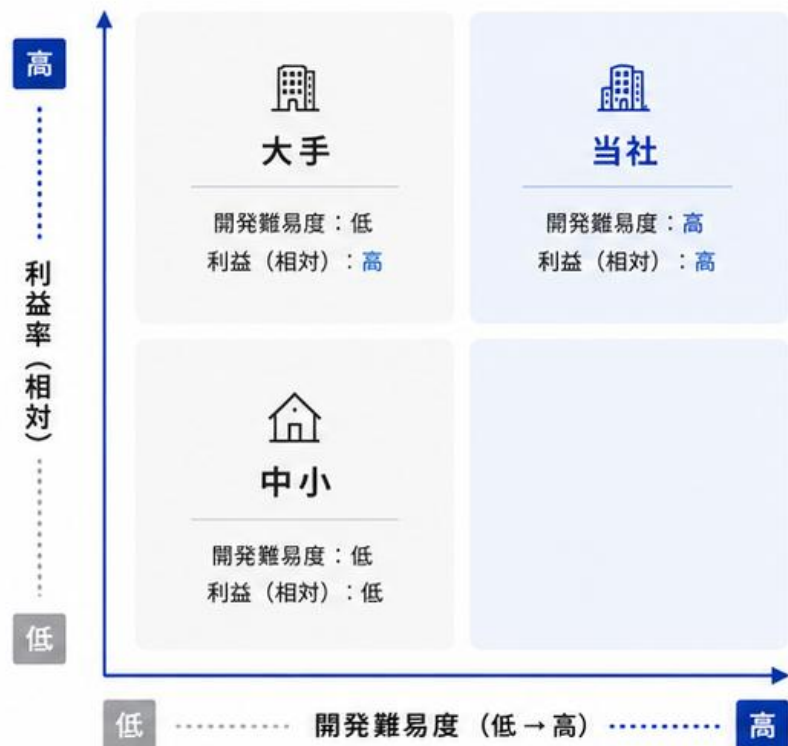 高
利益率(相対)
低
大手
開発難易度：低
利益（相対）：高
当社
開発難易度：高
利益（相対）：高
中小
開発難易度：低
利益（相対）：低
低
開発難易度（低→高）
高